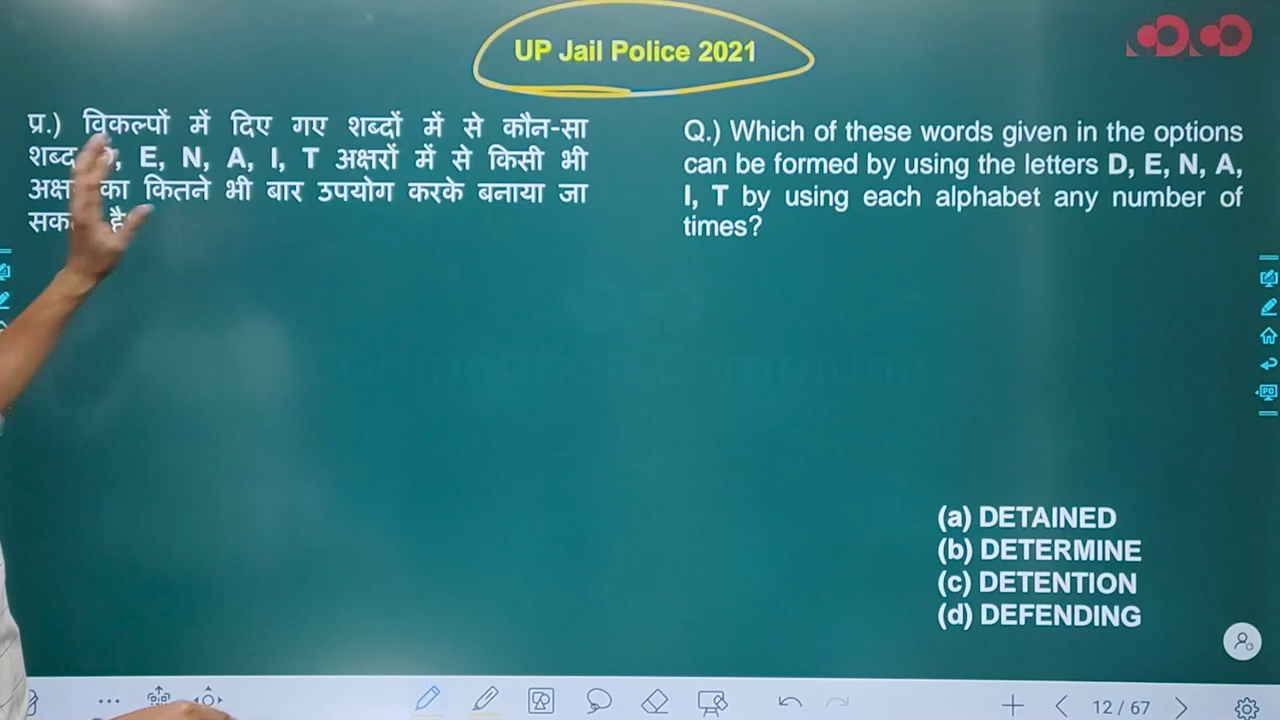 UP Jail Police 2021
प्र.) विकल्पों में दिए गए शब्दों में से कौन-सा
E, N, A, I, T अक्षरों में से किसी भी
का कितने भी बार उपयोग करके बनाया जा
Q.) Which of these words given in the options
can be formed by using the letters D, E, N, A,
I, T by using each alphabet any number of
times?
(a) DETAINED
(b) DETERMINE
(c) DETENTION
(d) DEFENDING
12 / 67